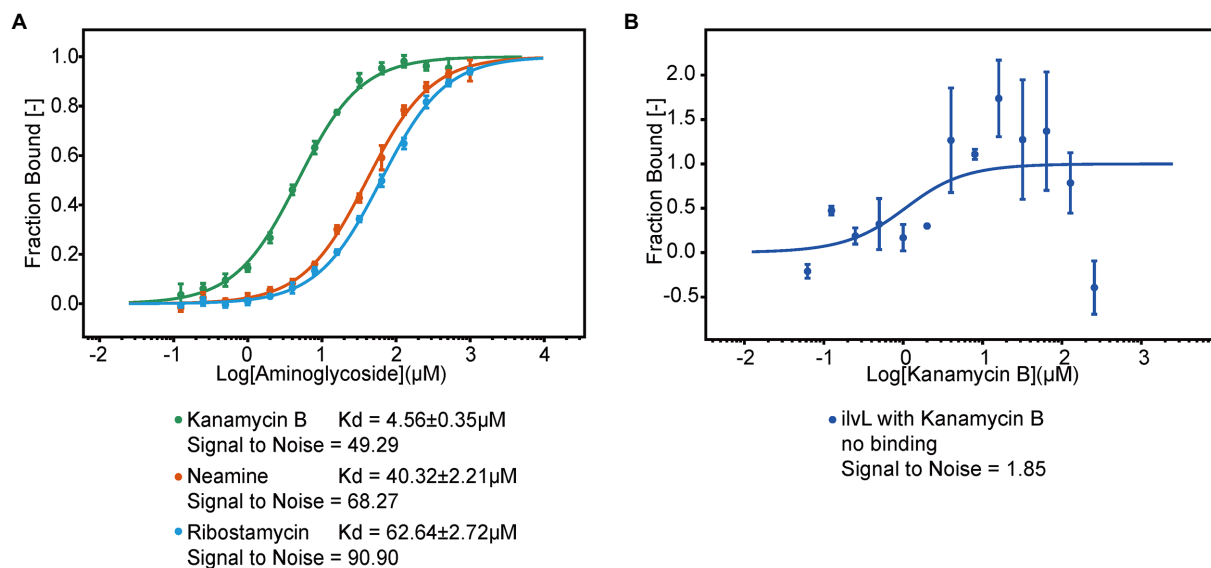 A
Fraction Bound [-]
1.0
0.8
0.6
0.4
0.2
0.0
-2 -1 0 1 2 3 4
Log[Aminoglycoside](µM)
Kanamycin B Kd = 4.56±0.35µM
Signal to Noise = 49.29
Neamine Kd = 40.32±2.21µM
Signal to Noise = 68.27
Ribostamycin Kd = 62.64±2.72µM
Signal to Noise = 90.90
B
Fraction Bound [-]
2.0
1.5
1.0
0.5
0.0
-0.5
-2 -1 0 1 2 3
Log[Kanamycin B](µM)
ilvL with Kanamycin B
no binding
Signal to Noise = 1.85